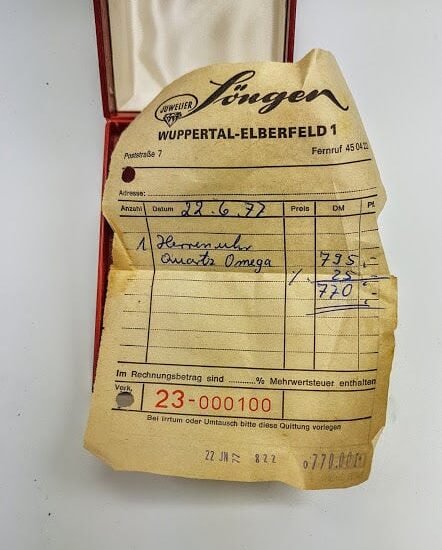 JUWELIER Söngen
WUPPERTAL-ELBERFELD 1
Poststraße 7 Fernruf 45 04 22
Adresse:
Anzahl Datum 22.6.77 Preis DM Pf.
1 Herrenuhr
Quartz Omega 795,-
% 25,-
770,-
Im Rechnungsbetrag sind ............% Mehrwertsteuer enthalten
Verk.
23-000100
Bei Irrtum oder Umtausch bitte diese Quittung vorlegen
22 JN 77 822 0770.00